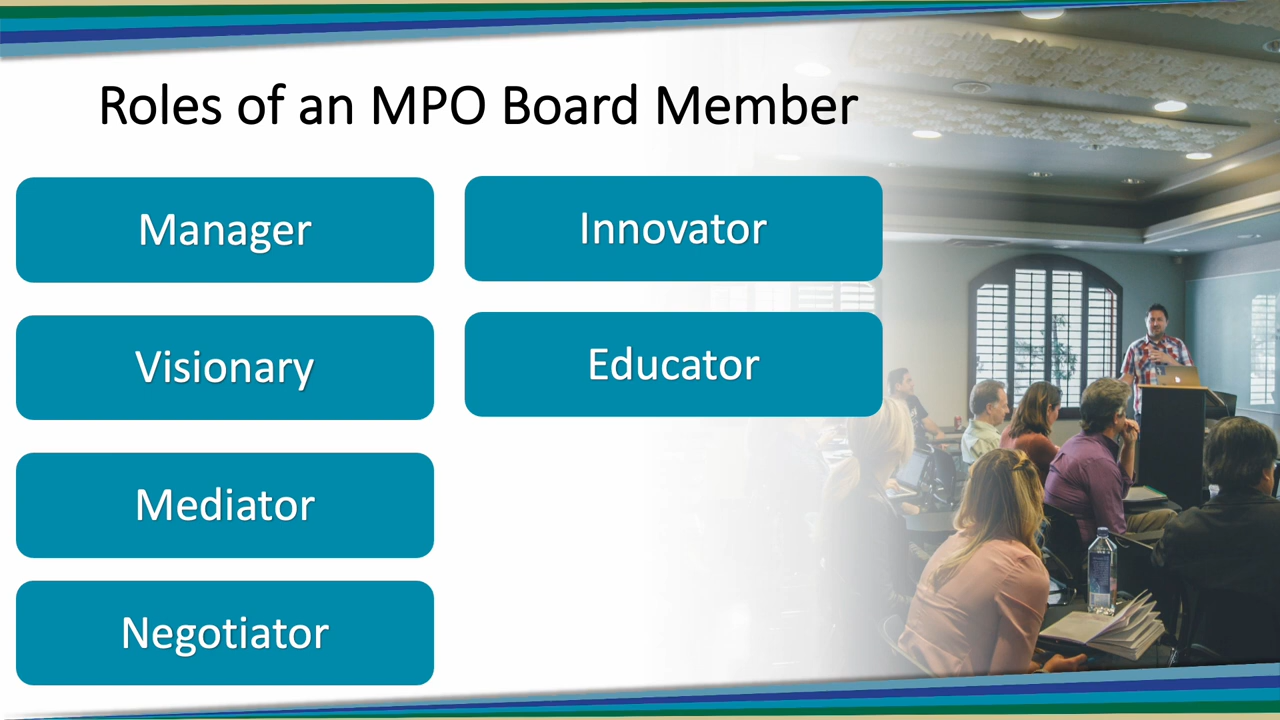 Roles of an MPO Board Member
Manager
Visionary
Mediator
Negotiator
Innovator
Educator